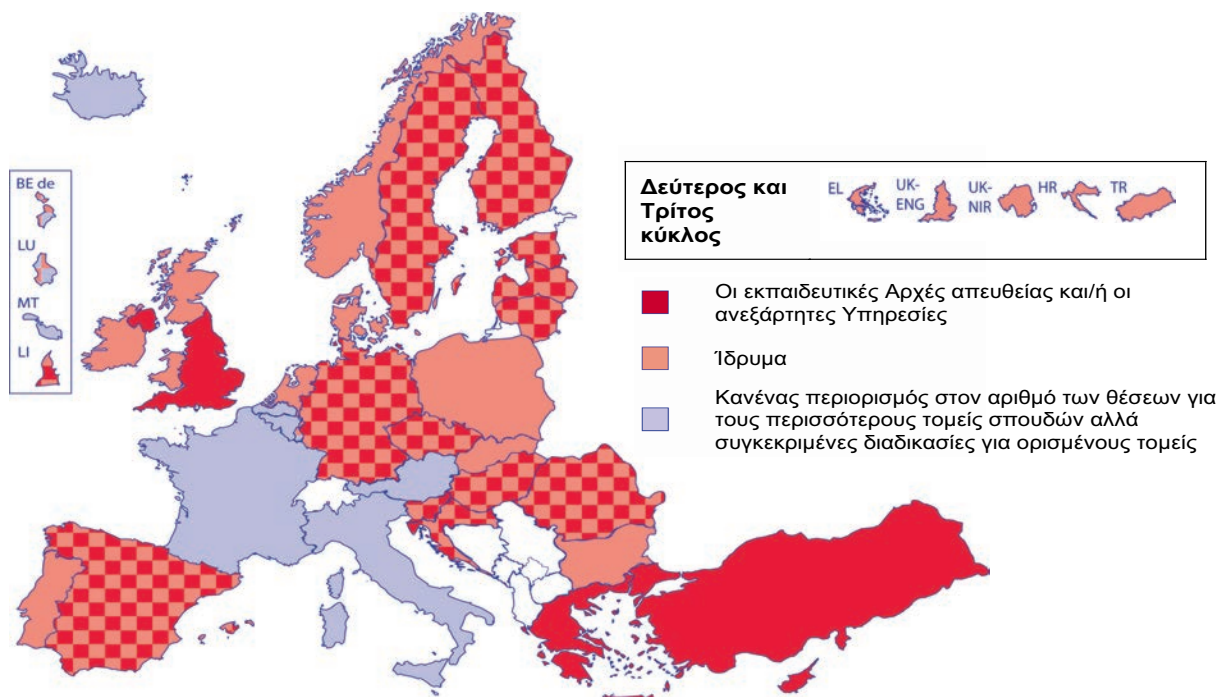 BE de
LU
MT
LI
Δεύτερος και
Τρίτος
κύκλος
EL
UK-
ENG
UK-
NIR
HR
TR
Οι εκπαιδευτικές Αρχές απευθείας και/ή οι
ανεξάρτητες Υπηρεσίες
Ίδρυμα
Κανένας περιορισμός στον αριθμό των θέσεων για
τους περισσότερους τομείς σπουδών αλλά
συγκεκριμένες διαδικασίες για ορισμένους τομείς